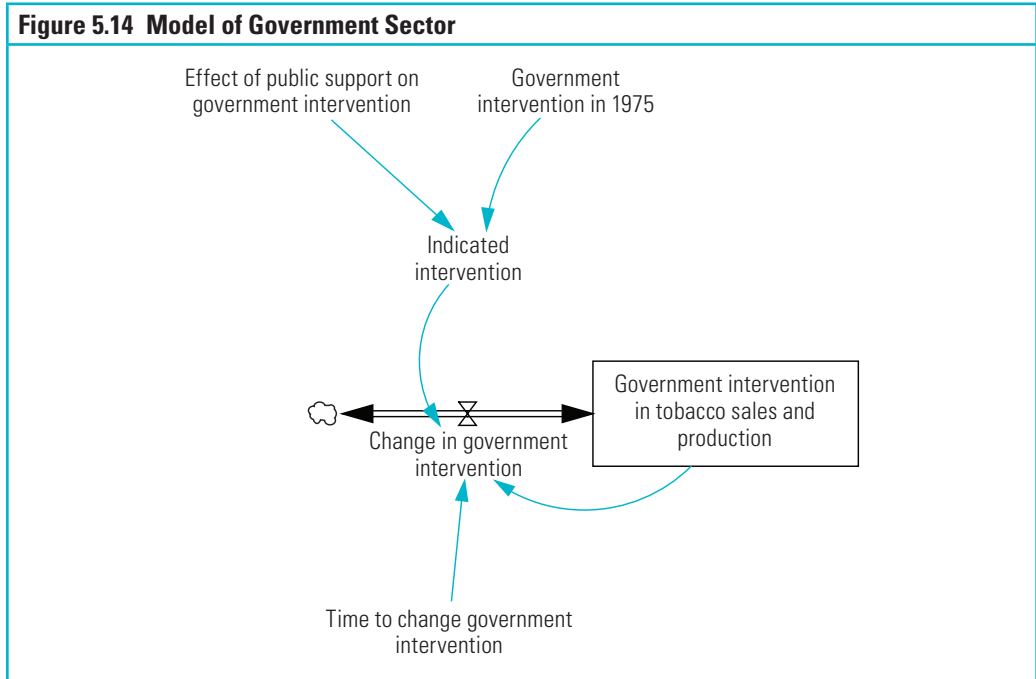 Figure 5.14 Model of Government Sector
Effect of public support on
government intervention
Government
intervention in 1975
Indicated
intervention
Government intervention
in tobacco sales and
production
Change in government
intervention
Time to change government
intervention